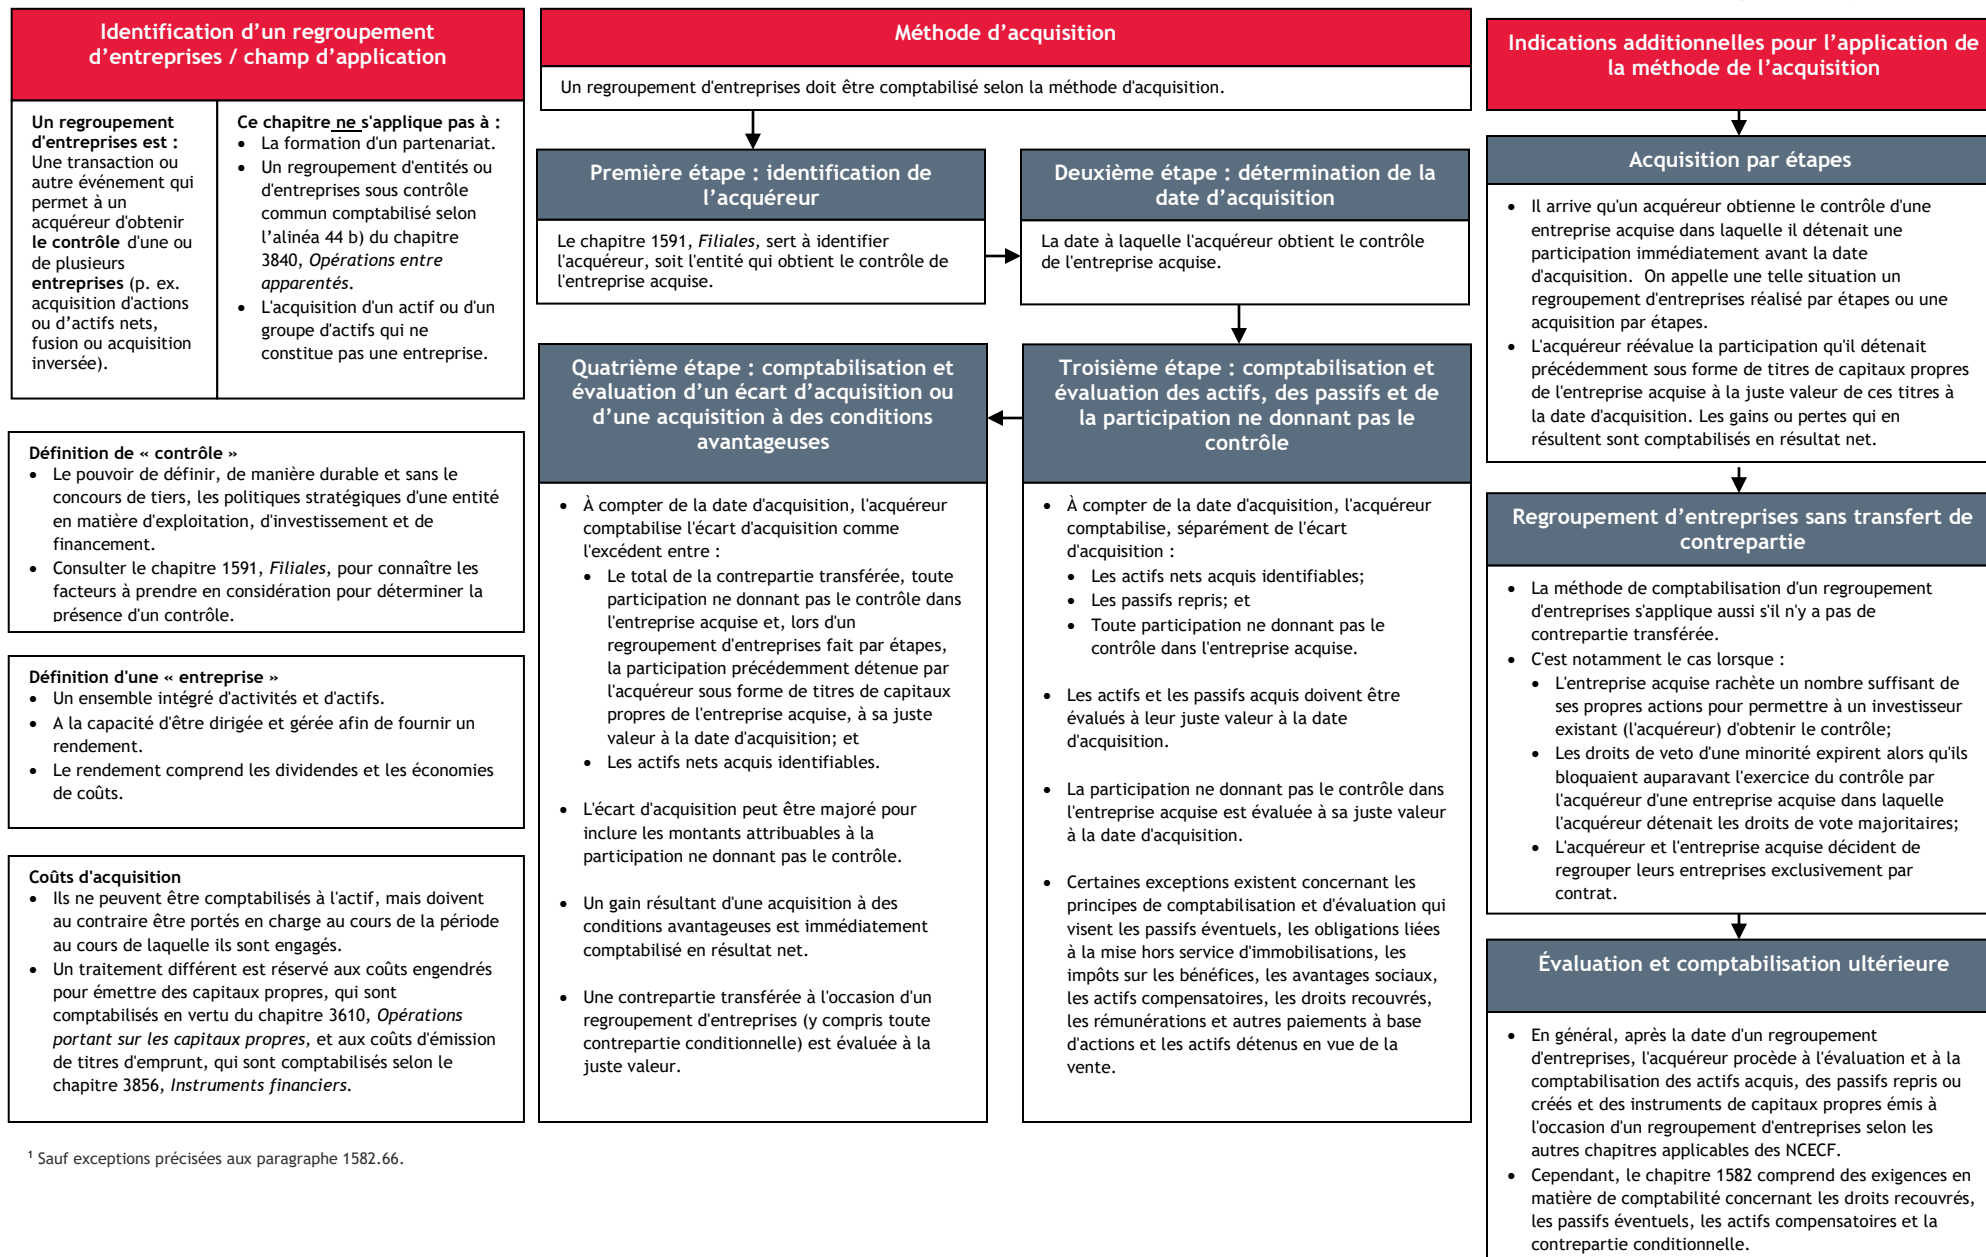 Identification d’un regroupement
d’entreprises / champ d’application
Un regroupement
d'entreprises est :
Une transaction ou
autre événement qui
permet à un
acquéreur d'obtenir
le contrôle d'une ou
de plusieurs
entreprises (p. ex.
acquisition d'actions
ou d’actifs nets,
fusion ou acquisition
inversée).
Ce chapitre ne s'applique pas à :
• La formation d'un partenariat.
• Un regroupement d'entités ou
d'entreprises sous contrôle
commun comptabilisé selon
l’alinéa 44 b) du chapitre
3840, Opérations entre
apparentés.
• L'acquisition d'un actif ou d'un
groupe d'actifs qui ne
constitue pas une entreprise.
Définition de « contrôle »
• Le pouvoir de définir, de manière durable et sans le
concours de tiers, les politiques stratégiques d'une entité
en matière d'exploitation, d'investissement et de
financement.
• Consulter le chapitre 1591, Filiales, pour connaître les
facteurs à prendre en considération pour déterminer la
présence d'un contrôle.
Définition d'une « entreprise »
• Un ensemble intégré d'activités et d'actifs.
• A la capacité d'être dirigée et gérée afin de fournir un
rendement.
• Le rendement comprend les dividendes et les économies
de coûts.
Coûts d'acquisition
• Ils ne peuvent être comptabilisés à l'actif, mais doivent
au contraire être portés en charge au cours de la période
au cours de laquelle ils sont engagés.
• Un traitement différent est réservé aux coûts engendrés
pour émettre des capitaux propres, qui sont
comptabilisés en vertu du chapitre 3610, Opérations
portant sur les capitaux propres, et aux coûts d'émission
de titres d'emprunt, qui sont comptabilisés selon le
chapitre 3856, Instruments financiers.
¹ Sauf exceptions précisées aux paragraphe 1582.66.
Méthode d’acquisition
Un regroupement d'entreprises doit être comptabilisé selon la méthode d'acquisition.
Première étape : identification de
l’acquéreur
Le chapitre 1591, Filiales, sert à identifier
l'acquéreur, soit l'entité qui obtient le contrôle de
l'entreprise acquise.
Deuxième étape : détermination de la
date d’acquisition
La date à laquelle l'acquéreur obtient le contrôle
de l'entreprise acquise.
Troisième étape : comptabilisation et
évaluation des actifs, des passifs et de
la participation ne donnant pas le
contrôle
• À compter de la date d'acquisition, l'acquéreur
comptabilise, séparément de l'écart
d'acquisition :
• Les actifs nets acquis identifiables;
• Les passifs repris; et
• Toute participation ne donnant pas le
contrôle dans l'entreprise acquise.
• Les actifs et les passifs acquis doivent être
évalués à leur juste valeur à la date
d'acquisition.
• La participation ne donnant pas le contrôle dans
l'entreprise acquise est évaluée à sa juste valeur
à la date d'acquisition.
• Certaines exceptions existent concernant les
principes de comptabilisation et d'évaluation qui
visent les passifs éventuels, les obligations liées
à la mise hors service d'immobilisations, les
impôts sur les bénéfices, les avantages sociaux,
les actifs compensatoires, les droits recouvrés,
les rémunérations et autres paiements à base
d'actions et les actifs détenus en vue de la
vente.
Quatrième étape : comptabilisation et
évaluation d’un écart d’acquisition ou
d’une acquisition à des conditions
avantageuses
• À compter de la date d'acquisition, l'acquéreur
comptabilise l'écart d'acquisition comme
l'excédent entre :
• Le total de la contrepartie transférée, toute
participation ne donnant pas le contrôle dans
l'entreprise acquise et, lors d'un
regroupement d'entreprises fait par étapes,
la participation précédemment détenue par
l'acquéreur sous forme de titres de capitaux
propres de l'entreprise acquise, à sa juste
valeur à la date d'acquisition; et
• Les actifs nets acquis identifiables.
• L'écart d'acquisition peut être majoré pour
inclure les montants attribuables à la
participation ne donnant pas le contrôle.
• Un gain résultant d'une acquisition à des
conditions avantageuses est immédiatement
comptabilisé en résultat net.
• Une contrepartie transférée à l'occasion d'un
regroupement d'entreprises (y compris toute
contrepartie conditionnelle) est évaluée à la
juste valeur.
Indications additionnelles pour l’application de
la méthode de l’acquisition
Acquisition par étapes
• Il arrive qu'un acquéreur obtienne le contrôle d'une
entreprise acquise dans laquelle il détenait une
participation immédiatement avant la date
d'acquisition. On appelle une telle situation un
regroupement d'entreprises réalisé par étapes ou une
acquisition par étapes.
• L'acquéreur réévalue la participation qu'il détenait
précédemment sous forme de titres de capitaux propres
de l'entreprise acquise à la juste valeur de ces titres à
la date d'acquisition. Les gains ou pertes qui en
résultent sont comptabilisés en résultat net.
Regroupement d’entreprises sans transfert de
contrepartie
• La méthode de comptabilisation d'un regroupement
d'entreprises s'applique aussi s'il n'y a pas de
contrepartie transférée.
• C'est notamment le cas lorsque :
• L'entreprise acquise rachète un nombre suffisant de
ses propres actions pour permettre à un investisseur
existant (l'acquéreur) d'obtenir le contrôle;
• Les droits de veto d'une minorité expirent alors qu'ils
bloquaient auparavant l'exercice du contrôle par
l'acquéreur d'une entreprise acquise dans laquelle
l'acquéreur détenait les droits de vote majoritaires;
• L'acquéreur et l'entreprise acquise décident de
regrouper leurs entreprises exclusivement par
contrat.
Évaluation et comptabilisation ultérieure
• En général, après la date d'un regroupement
d'entreprises, l'acquéreur procède à l'évaluation et à la
comptabilisation des actifs acquis, des passifs repris ou
créés et des instruments de capitaux propres émis à
l'occasion d'un regroupement d'entreprises selon les
autres chapitres applicables des NCECF.
• Cependant, le chapitre 1582 comprend des exigences en
matière de comptabilité concernant les droits recouvrés,
les passifs éventuels, les actifs compensatoires et la
contrepartie conditionnelle.